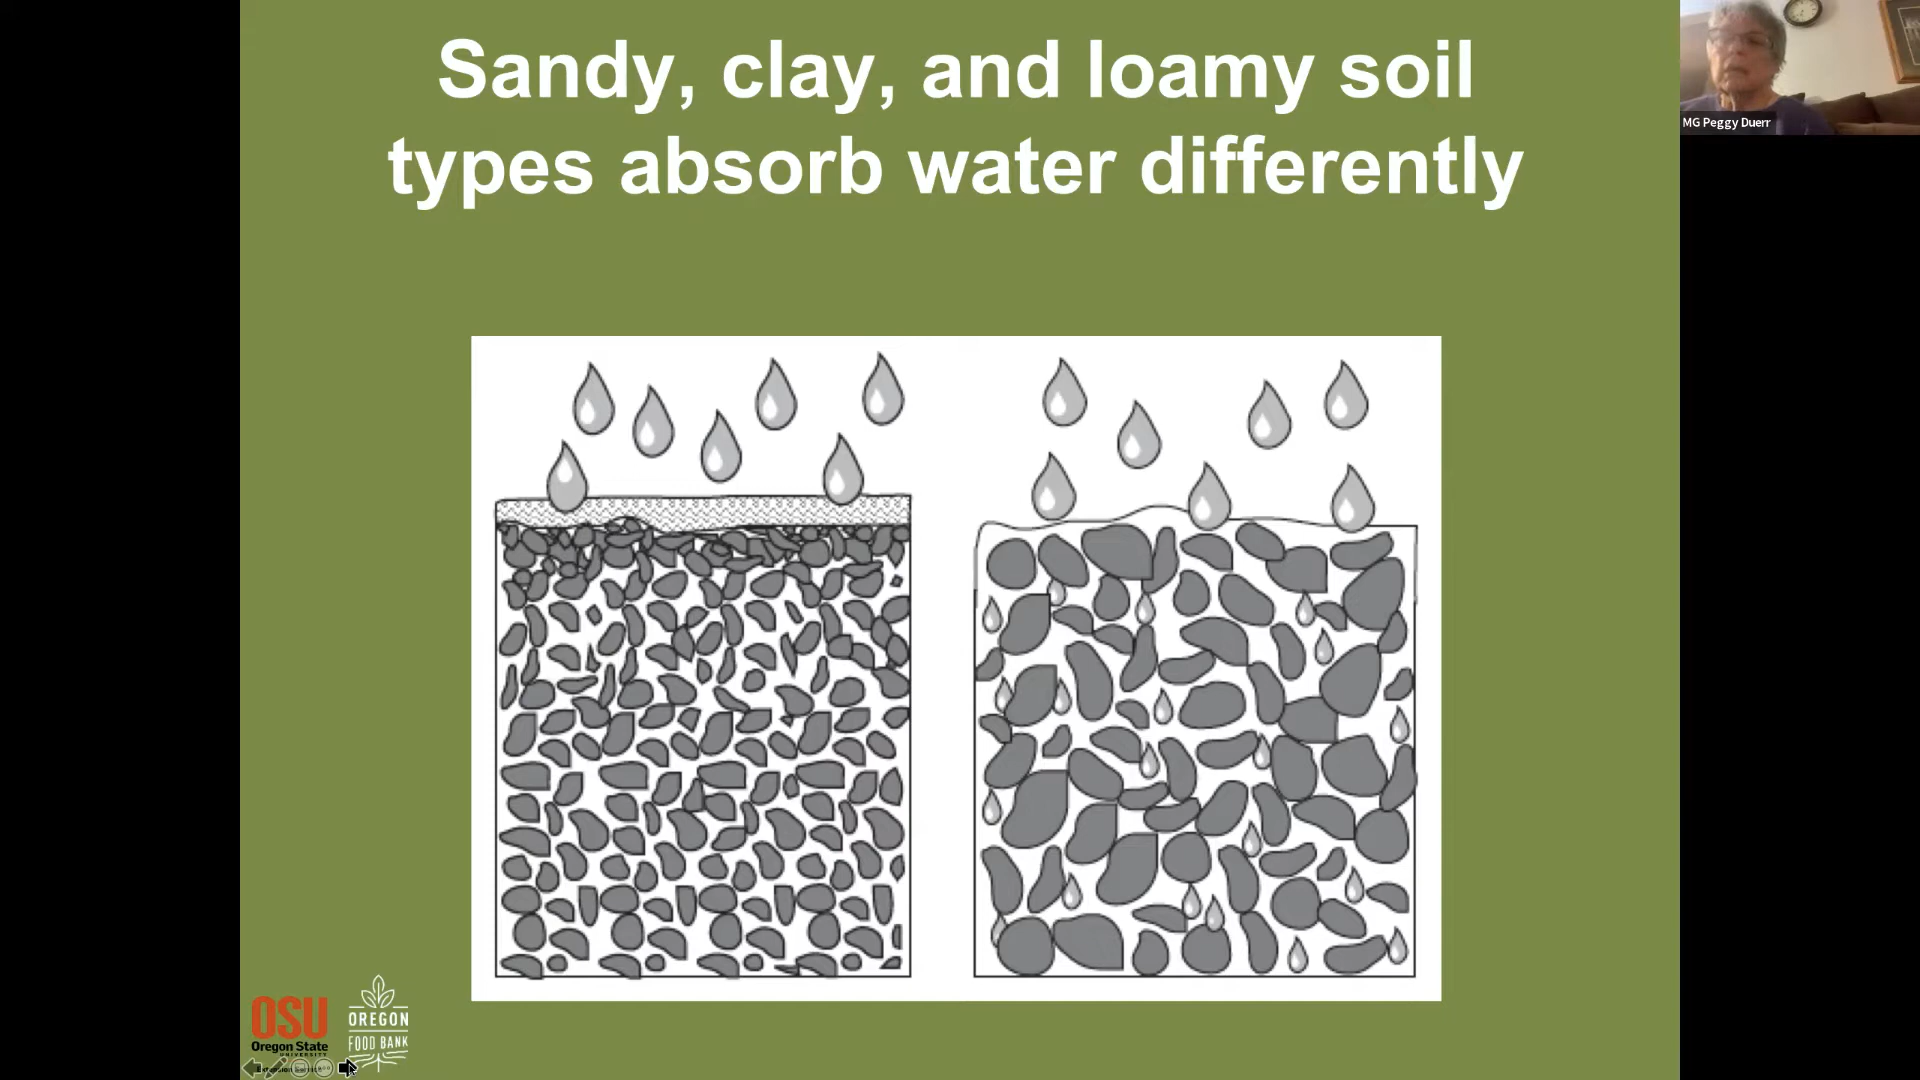 Sandy, clay, and loamy soil
types absorb water differently
MG Peggy Duerr
OSU
Oregon State
UNIVERSITY
OREGON
FOOD BANK